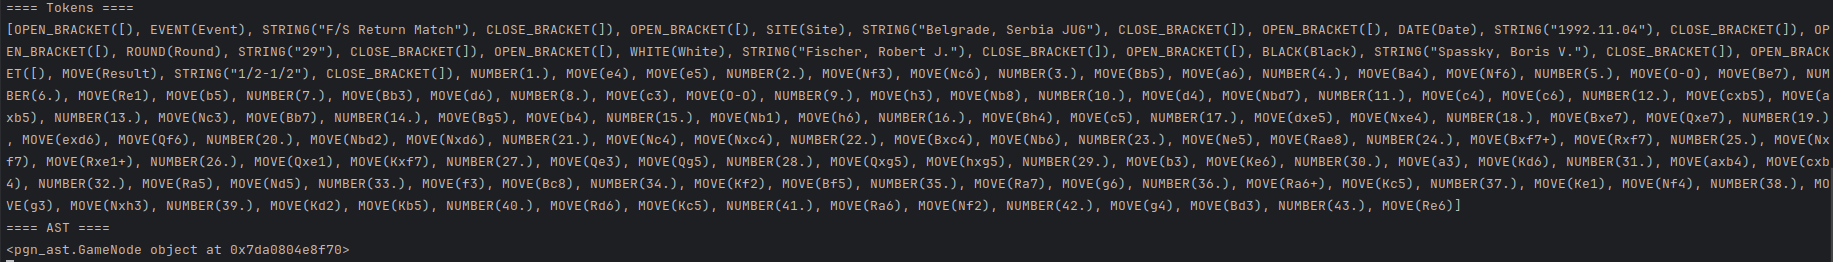 ==== Tokens ====
[OPEN_BRACKET([), EVENT(Event), STRING("F/S Return Match"), CLOSE_BRACKET(]), OPEN_BRACKET([), SITE(Site), STRING("Belgrade, Serbia JUG"), CLOSE_BRACKET(]), OPEN_BRACKET([), DATE(Date), STRING("1992.11.04"), CLOSE_BRACKET(]), OP
EN_BRACKET([), ROUND(Round), STRING("29"), CLOSE_BRACKET(]), OPEN_BRACKET([), WHITE(White), STRING("Fischer, Robert J."), CLOSE_BRACKET(]), OPEN_BRACKET([), BLACK(Black), STRING("Spassky, Boris V."), CLOSE_BRACKET(]), OPEN_BRACK
ET([), MOVE(Result), STRING("1/2-1/2"), CLOSE_BRACKET(]), NUMBER(1.), MOVE(e4), MOVE(e5), NUMBER(2.), MOVE(Nf3), MOVE(Nc6), NUMBER(3.), MOVE(Bb5), MOVE(a6), NUMBER(4.), MOVE(Ba4), MOVE(Nf6), NUMBER(5.), MOVE(O-O), MOVE(Be7), NUM
BER(6.), MOVE(Re1), MOVE(b5), NUMBER(7.), MOVE(Bb3), MOVE(d6), NUMBER(8.), MOVE(c3), MOVE(O-O), NUMBER(9.), MOVE(h3), MOVE(Nb8), NUMBER(10.), MOVE(d4), MOVE(Nbd7), NUMBER(11.), MOVE(c4), MOVE(c6), NUMBER(12.), MOVE(cxb5), MOVE(a
xb5), NUMBER(13.), MOVE(Nc3), MOVE(Bb7), NUMBER(14.), MOVE(Bg5), MOVE(b4), NUMBER(15.), MOVE(Nb1), MOVE(h6), NUMBER(16.), MOVE(Bh4), MOVE(c5), NUMBER(17.), MOVE(dxe5), MOVE(Nxe4), NUMBER(18.), MOVE(Bxe7), MOVE(Qxe7), NUMBER(19.)
, MOVE(exd6), MOVE(Qf6), NUMBER(20.), MOVE(Nbd2), MOVE(Nxd6), NUMBER(21.), MOVE(Nc4), MOVE(Nxc4), NUMBER(22.), MOVE(Bxc4), MOVE(Nb6), NUMBER(23.), MOVE(Ne5), MOVE(Rae8), NUMBER(24.), MOVE(Bxf7+), MOVE(Rxf7), NUMBER(25.), MOVE(Nx
f7), MOVE(Rxe1+), NUMBER(26.), MOVE(Qxe1), MOVE(Kxf7), NUMBER(27.), MOVE(Qe3), MOVE(Qg5), NUMBER(28.), MOVE(Qxg5), MOVE(hxg5), NUMBER(29.), MOVE(b3), MOVE(Ke6), NUMBER(30.), MOVE(a3), MOVE(Kd6), NUMBER(31.), MOVE(axb4), MOVE(cxb
4), NUMBER(32.), MOVE(Ra5), MOVE(Nd5), NUMBER(33.), MOVE(f3), MOVE(Bc8), NUMBER(34.), MOVE(Kf2), MOVE(Bf5), NUMBER(35.), MOVE(Ra7), MOVE(g6), NUMBER(36.), MOVE(Ra6+), MOVE(Kc5), NUMBER(37.), MOVE(Ke1), MOVE(Nf4), NUMBER(38.), MO
VE(g3), MOVE(Nxh3), NUMBER(39.), MOVE(Kd2), MOVE(Kb5), NUMBER(40.), MOVE(Rd6), MOVE(Kc5), NUMBER(41.), MOVE(Ra6), MOVE(Nf2), NUMBER(42.), MOVE(g4), MOVE(Bd3), NUMBER(43.), MOVE(Re6)]
==== AST ====
<pgn_ast.GameNode object at 0x7da0804e8f70>